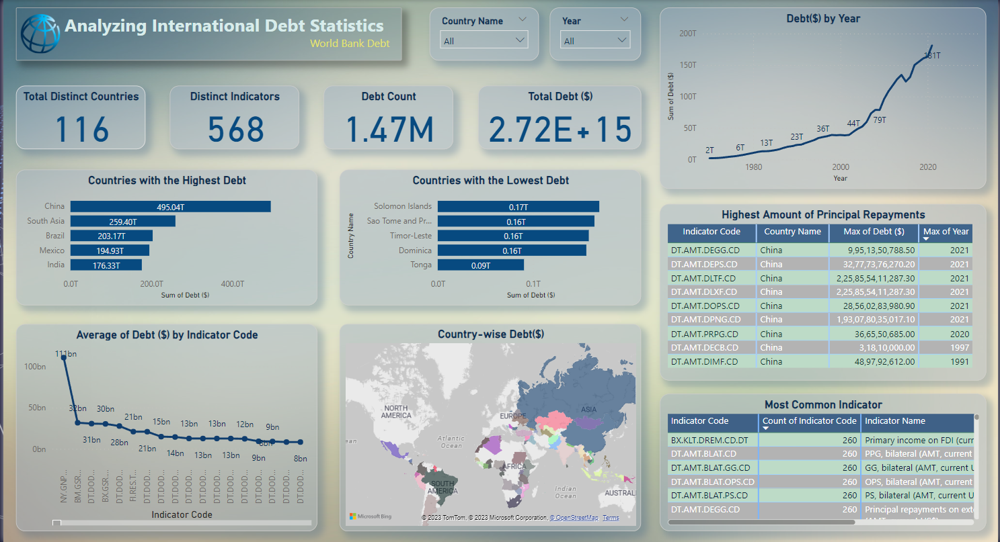 Analyzing International Debt Statistics
World Bank Debt
Country Name
All
Year
All
Total Distinct Countries
116
Distinct Indicators
568
Debt Count
1.47M
Total Debt ($)
2.72E+15
Debt($) by Year
Sum of Debt ($)
200T
150T
100T
50T
0T
2T
6T
13T
23T
36T
44T
79T
181T
1980
2000
2020
Year
Countries with the Highest Debt
China 495.04T
South Asia 259.40T
Brazil 203.17T
Mexico 194.93T
India 176.33T
0.0T 200.0T 400.0T
Sum of Debt ($)
Countries with the Lowest Debt
Country Name
Solomon Islands 0.17T
Sao Tome and Pr... 0.16T
Timor-Leste 0.16T
Dominica 0.16T
Tonga 0.09T
0.0T 0.1T
Sum of Debt ($)
Highest Amount of Principal Repayments
Indicator Code Country Name Max of Debt ($) Max of Year
DT.AMT.DEGG.CD China 9,95,13,50,788.50 2021
DT.AMT.DEPS.CD China 32,77,73,76,270.20 2021
DT.AMT.DLTF.CD China 2,25,85,54,11,287.30 2021
DT.AMT.DLXF.CD China 2,25,85,54,11,287.30 2021
DT.AMT.DOPS.CD China 28,56,02,83,980.90 2021
DT.AMT.DPNG.CD China 1,93,07,80,35,017.10 2021
DT.AMT.PRPG.CD China 36,65,50,685.00 2020
DT.AMT.DECB.CD China 3,18,10,000.00 1997
DT.AMT.DIMF.CD China 48,97,92,612.00 1991
Average of Debt ($) by Indicator Code
100bn
50bn
0bn
111bn
32bn
31bn
30bn
28bn
21bn
21bn
15bn
14bn
13bn
13bn
13bn
13bn
12bn
9bn
9bn
8bn
NY.GNP...
BM.GSR...
DT.DOD...
BX.GSR....
DT.DOD...
FI.RES.T...
DT.DOD...
DT.DOD...
DT.DOD...
DT.DOD...
DT.DOD...
DT.DOD...
DT.DOD...
DT.DOD...
DT.DOD...
DT.DOD...
DT.DOD...
DT.DOD...
Indicator Code
Country-wise Debt($)
NORTH
AMERICA
EUROPE
ASIA
Atlantic
Ocean
AFRICA
SOUTH
AMERICA
Indian
Ocean
AUSTRAL
ean
Microsoft Bing
© 2023 TomTom, © 2023 Microsoft Corporation, © OpenStreetMap Terms
Most Common Indicator
Indicator Code Count of Indicator Code Indicator Name
BX.KLT.DREM.CD.DT 260 Primary income on FDI (curr
DT.AMT.BLAT.CD 260 PPG, bilateral (AMT, current
DT.AMT.BLAT.GG.CD 260 GG, bilateral (AMT, current U
DT.AMT.BLAT.OPS.CD 260 OPS, bilateral (AMT, current
DT.AMT.BLAT.PS.CD 260 PS, bilateral (AMT, current U
DT.AMT.DEGG.CD 260 Principal repayments on ext